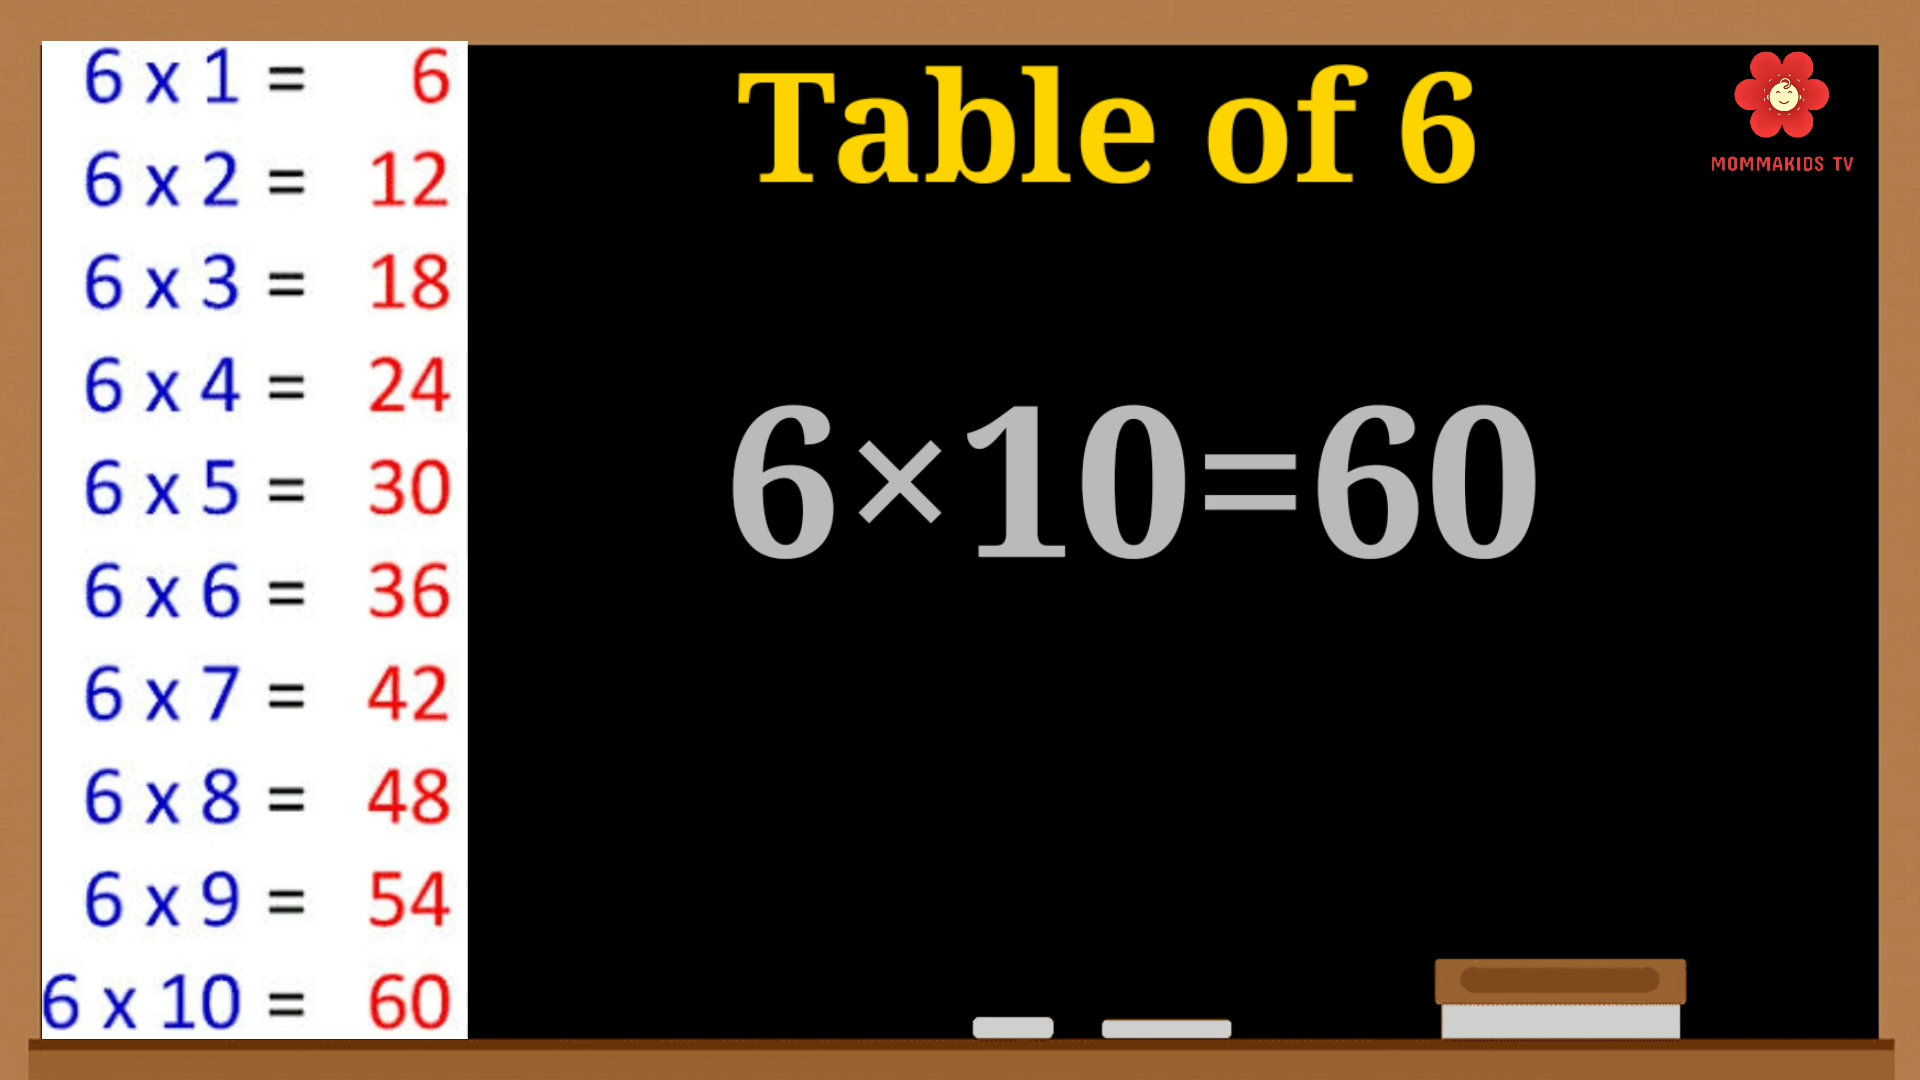 6 x 1 = 6
6 x 2 = 12
6 x 3 = 18
6 x 4 = 24
6 x 5 = 30
6 x 6 = 36
6 x 7 = 42
6 x 8 = 48
6 x 9 = 54
6 x 10 = 60
Table of 6
6×10=60
MOMMAKIDS TV